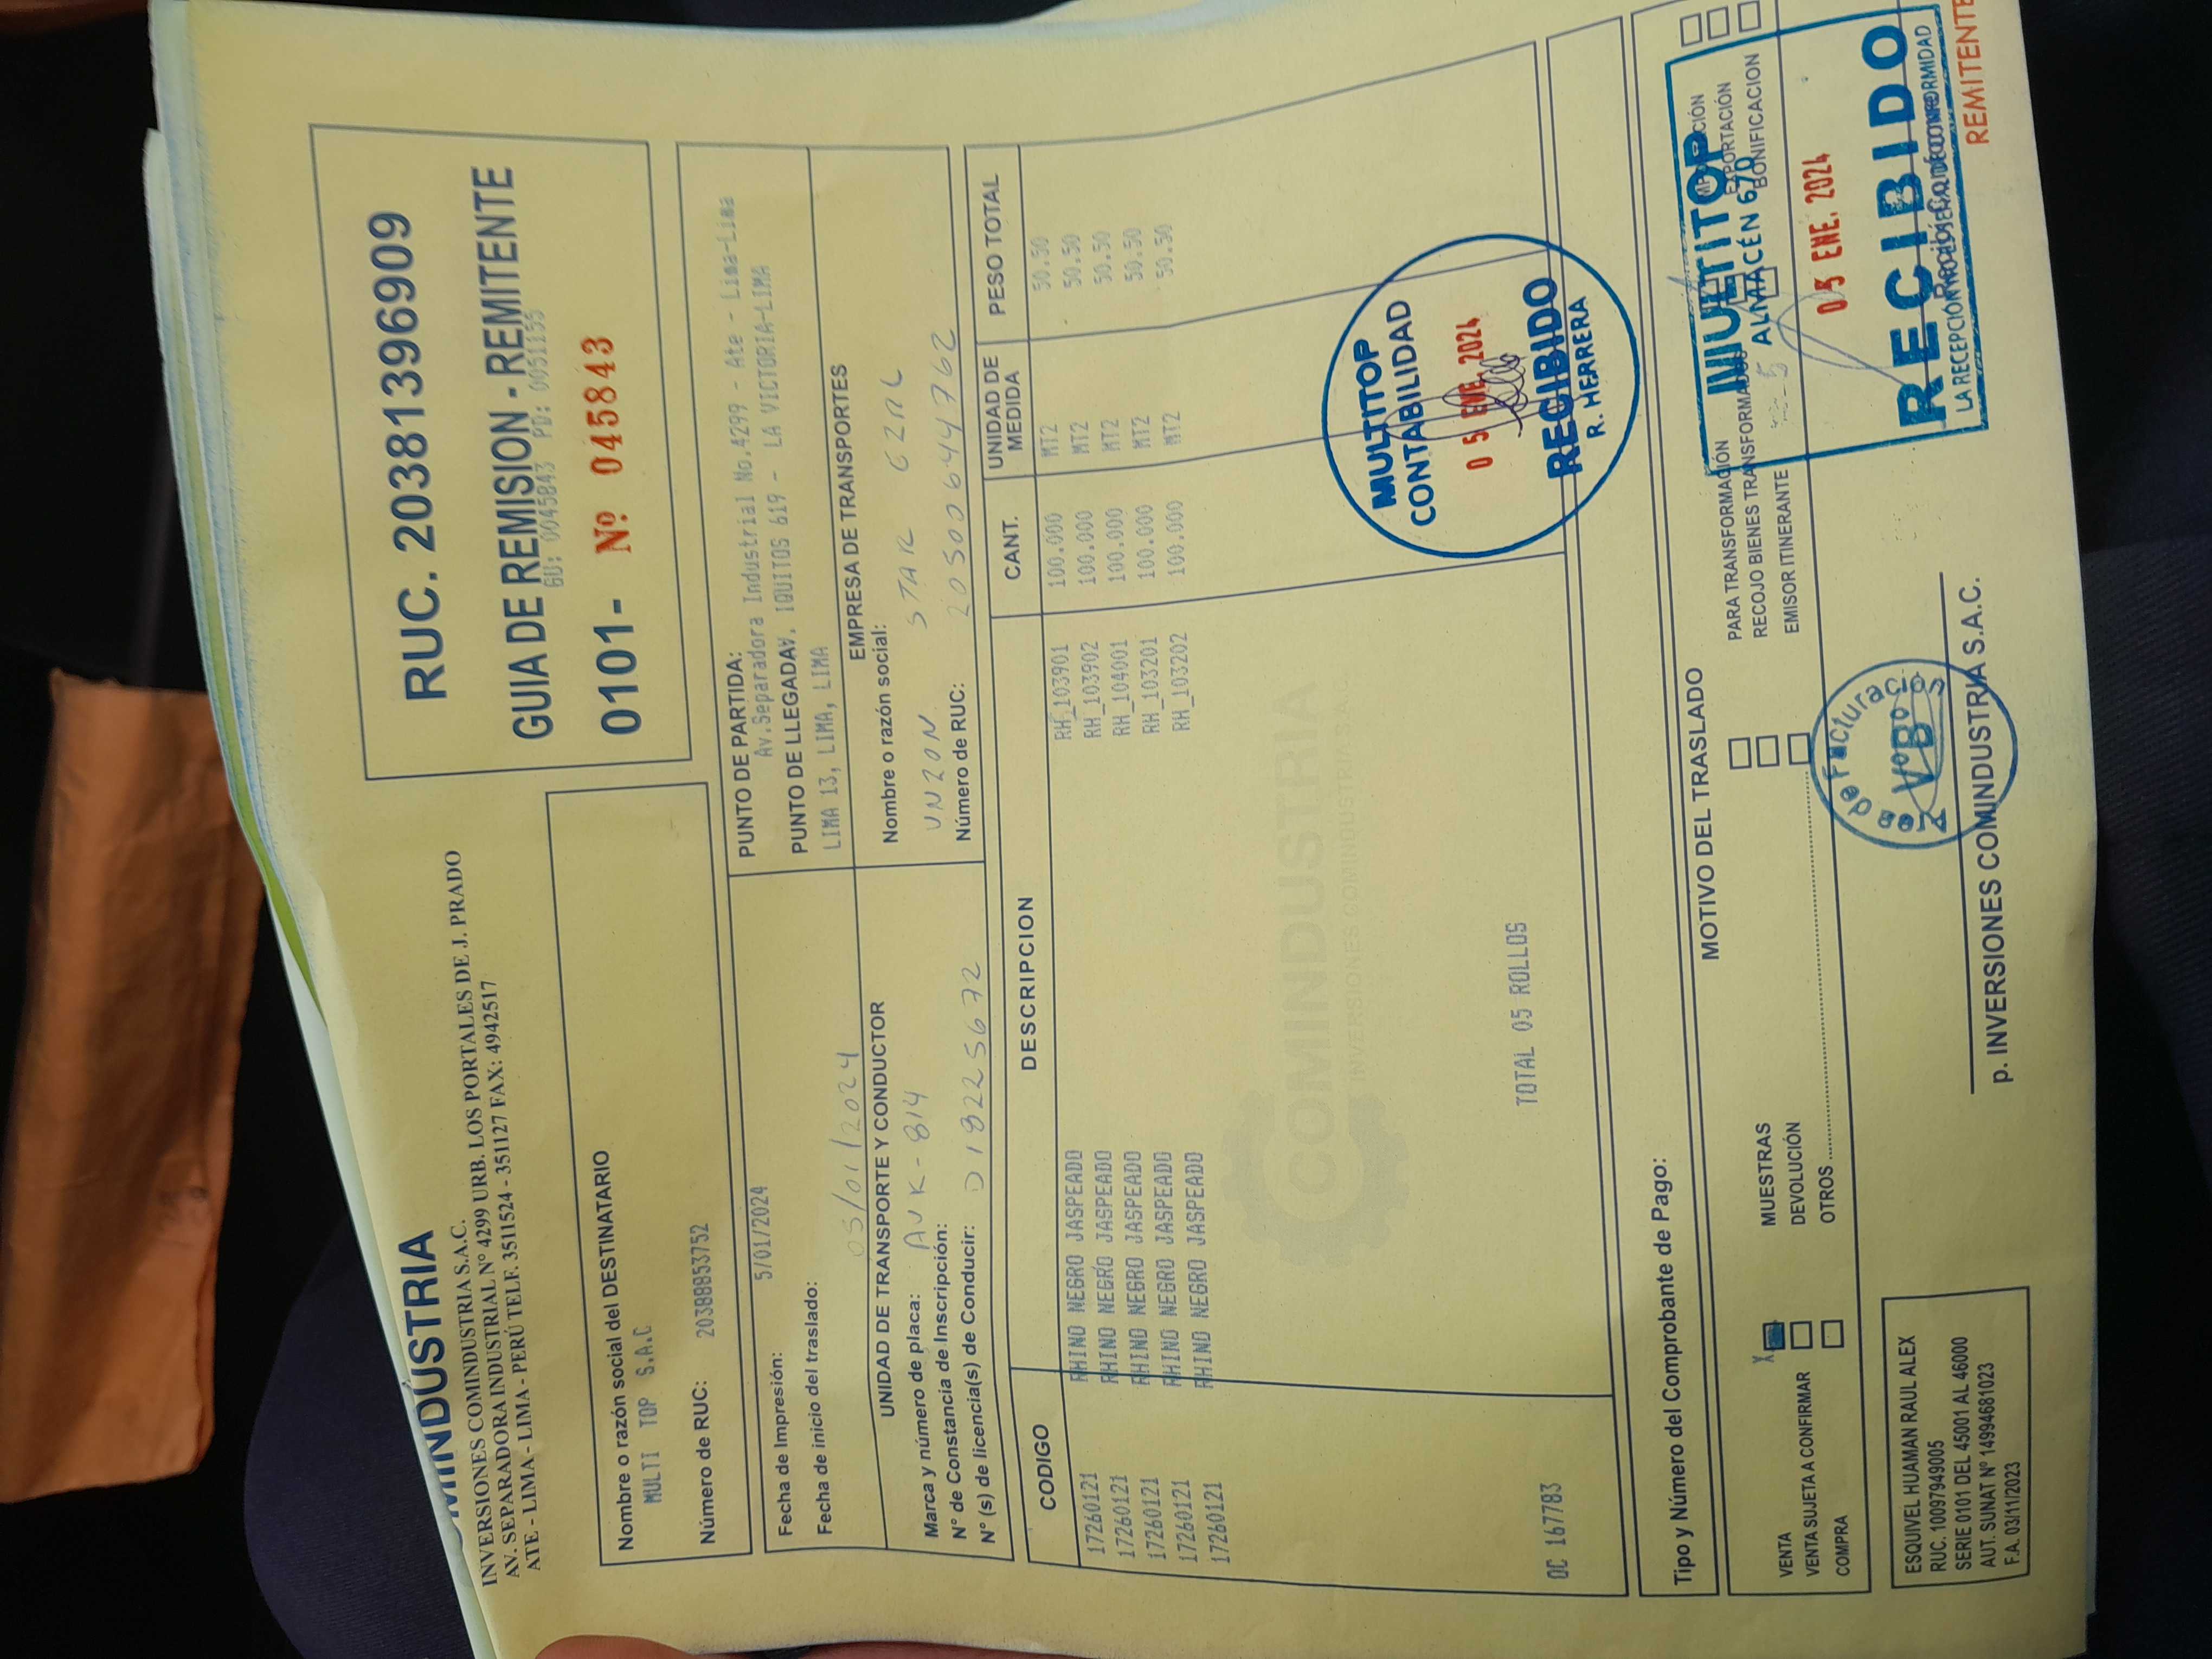 COMINDUSTRIA
INVERSIONES COMINDUSTRIA S.A.C.
AV. SEPARADORA INDUSTRIAL N° 4299 URB. LOS PORTALES DE J. PRADO
ATE - LIMA - LIMA - PERÚ TELF. 3511524 - 351127 FAX: 4942517
RUC. 20381396909
GUIA DE REMISION - REMITENTE
GU: 0045843 PD: 0051155
0101- Nº 045843
Nombre o razón social del DESTINATARIO
MULTI TOP S.A.C
Número de RUC: 20388853752
Fecha de Impresión: 5/01/2024
Fecha de inicio del traslado: 05/01/2024
PUNTO DE PARTIDA:
Av.Separadora Industrial No.4299 - Ate - Lima-Lima
PUNTO DE LLEGADAV. IQUITOS 619 - LA VICTORIA-LIMA
LIMA 13, LIMA, LIMA
UNIDAD DE TRANSPORTE Y CONDUCTOR
Marca y número de placa: AVK-814
N° de Constancia de Inscripción:
N° (s) de licencia(s) de Conducir:
EMPRESA DE TRANSPORTES
Nombre o razón social: STAR
Número de RUC: 20500644762
CODIGO DESCRIPCION CANT. UNIDAD DE MEDIDA PESO TOTAL
17260121 RHINO NEGRO JASPEADO RH_103901 100.000 MT2 50.50
17260121 RHINO NEGRO JASPEADO RH_103902 100.000 MT2 50.50
17260121 RHINO NEGRO JASPEADO RH_104001 100.000 MT2 50.50
17260121 RHINO NEGRO JASPEADO RH_103201 100.000 MT2 50.50
17260121 RHINO NEGRO JASPEADO RH_103202 100.000 MT2 50.50
COMINDUSTRIA
INVERSIONES COMINDUSTRIA S.A.C.
OC 167783 TOTAL 05 ROLLOS
MULTITOP
CONTABILIDAD
05 ENE. 2024
RECIBIDO
R. HERRERA
Tipo y Número del Comprobante de Pago:
MOTIVO DEL TRASLADO
VENTA X
VENTA SUJETA A CONFIRMAR
COMPRA
MUESTRAS
DEVOLUCIÓN
OTROS
PARA TRANSFORMACIÓN
RECOJO BIENES TRANSFORMADOS
EMISOR ITINERANTE
EXPORTACIÓN
BONIFICACION
MULTITOP
ALMACÉN 670
05 ENE. 2024
RECIBIDO
LA RECEPCIÓN
REMITENTE
de Facturación
VºBº
p. INVERSIONES COMINDUSTRIA S.A.C.
ESQUIVEL HUAMAN RAUL ALEX
RUC. 10097949005
SERIE 0101 DEL 45001 AL 46000
AUT. SUNAT N° 14994681023
F.A. 03/11/2023